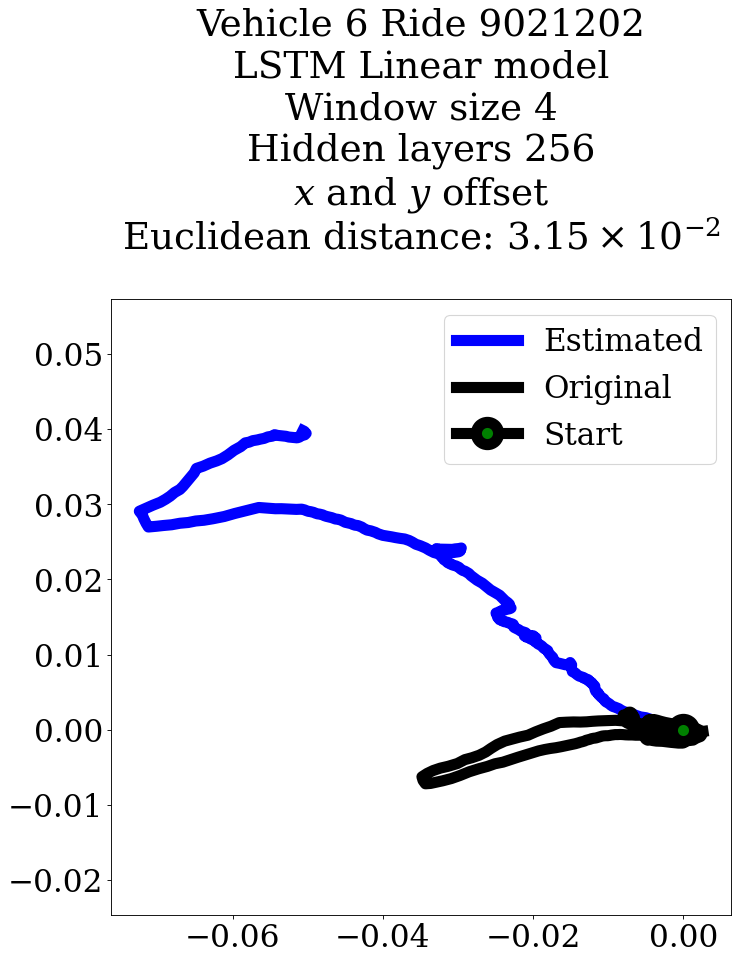 Vehicle 6 Ride 9021202
LSTM Linear model
Window size 4
Hidden layers 256
x and y offset
Euclidean distance: 3.15 × 10⁻²
Estimated
Original
Start
0.05
0.04
0.03
0.02
0.01
0.00
−0.01
−0.02
−0.06 −0.04 −0.02 0.00